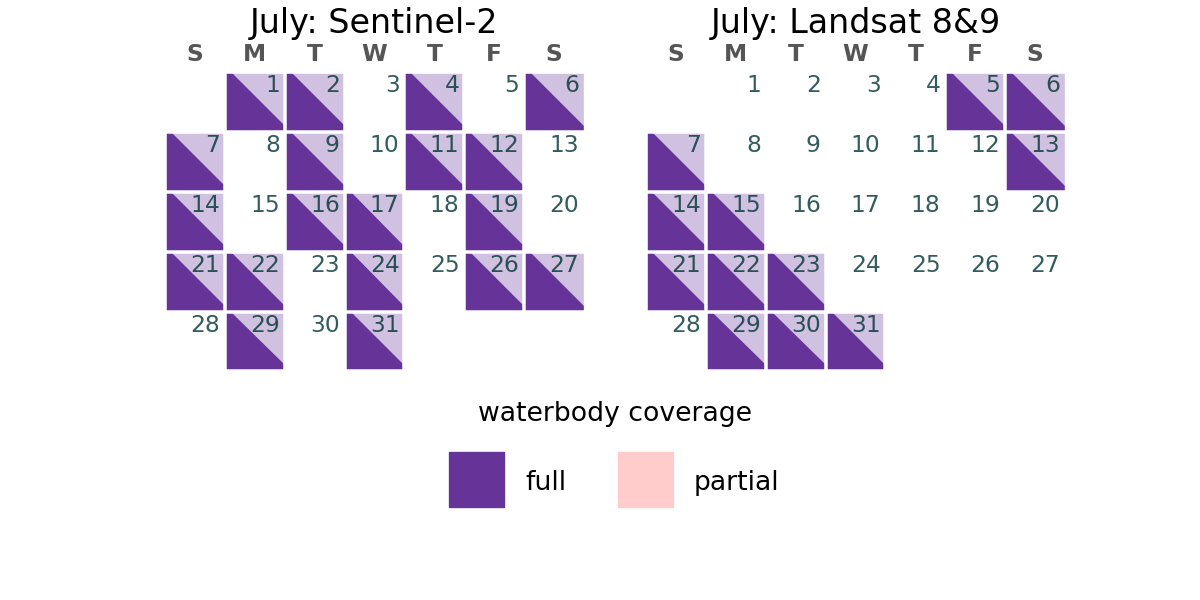 July: Sentinel-2
S M T W T F S
1 2 3 4 5 6
7 8 9 10 11 12 13
14 15 16 17 18 19 20
21 22 23 24 25 26 27
28 29 30 31
July: Landsat 8&9
S M T W T F S
1 2 3 4 5 6
7 8 9 10 11 12 13
14 15 16 17 18 19 20
21 22 23 24 25 26 27
28 29 30 31
waterbody coverage
full partial